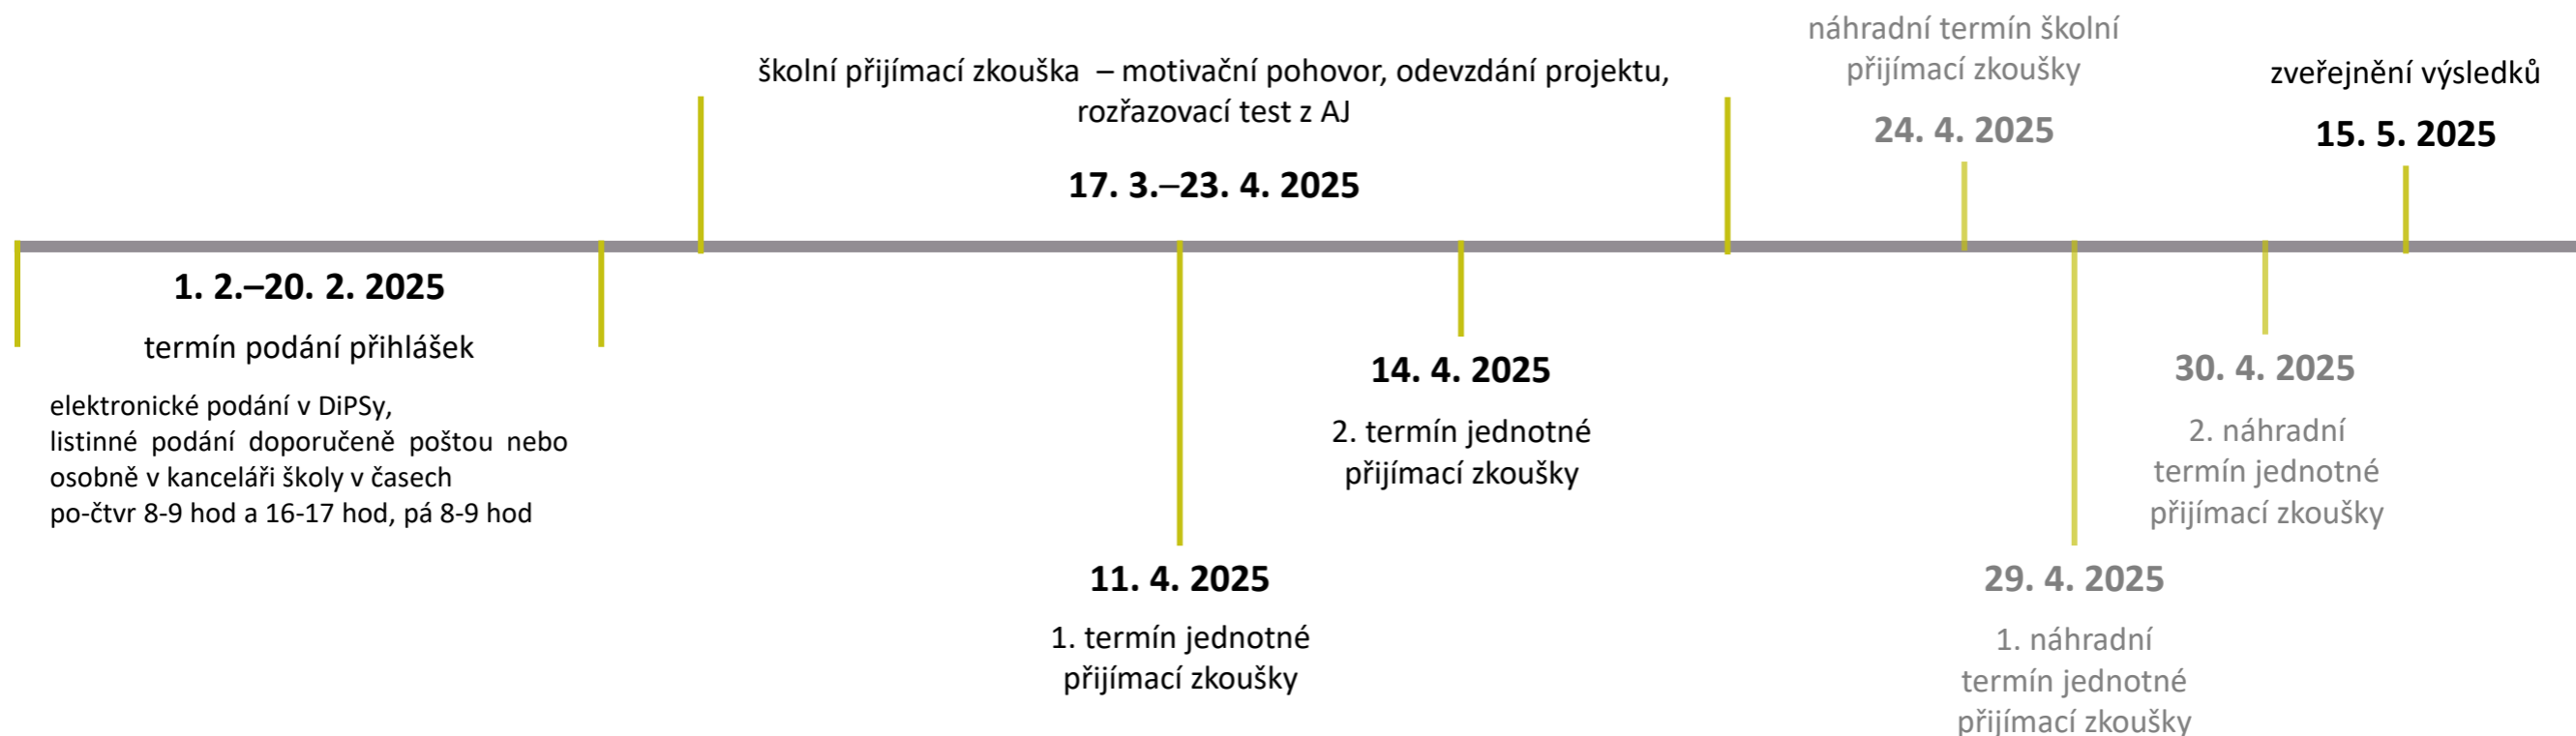 1. 2.–20. 2. 2025
termín podání přihlášek
elektronické podání v DiPSy,
listinné podání doporučeně poštou nebo
osobně v kanceláři školy v časech
po-čtvr 8-9 hod a 16-17 hod, pá 8-9 hod
školní přijímací zkouška – motivační pohovor, odevzdání projektu,
rozřazovací test z AJ
17. 3.–23. 4. 2025
11. 4. 2025
1. termín jednotné
přijímací zkoušky
14. 4. 2025
2. termín jednotné
přijímací zkoušky
náhradní termín školní
přijímací zkoušky
24. 4. 2025
29. 4. 2025
1. náhradní
termín jednotné
přijímací zkoušky
30. 4. 2025
2. náhradní
termín jednotné
přijímací zkoušky
zveřejnění výsledků
15. 5. 2025